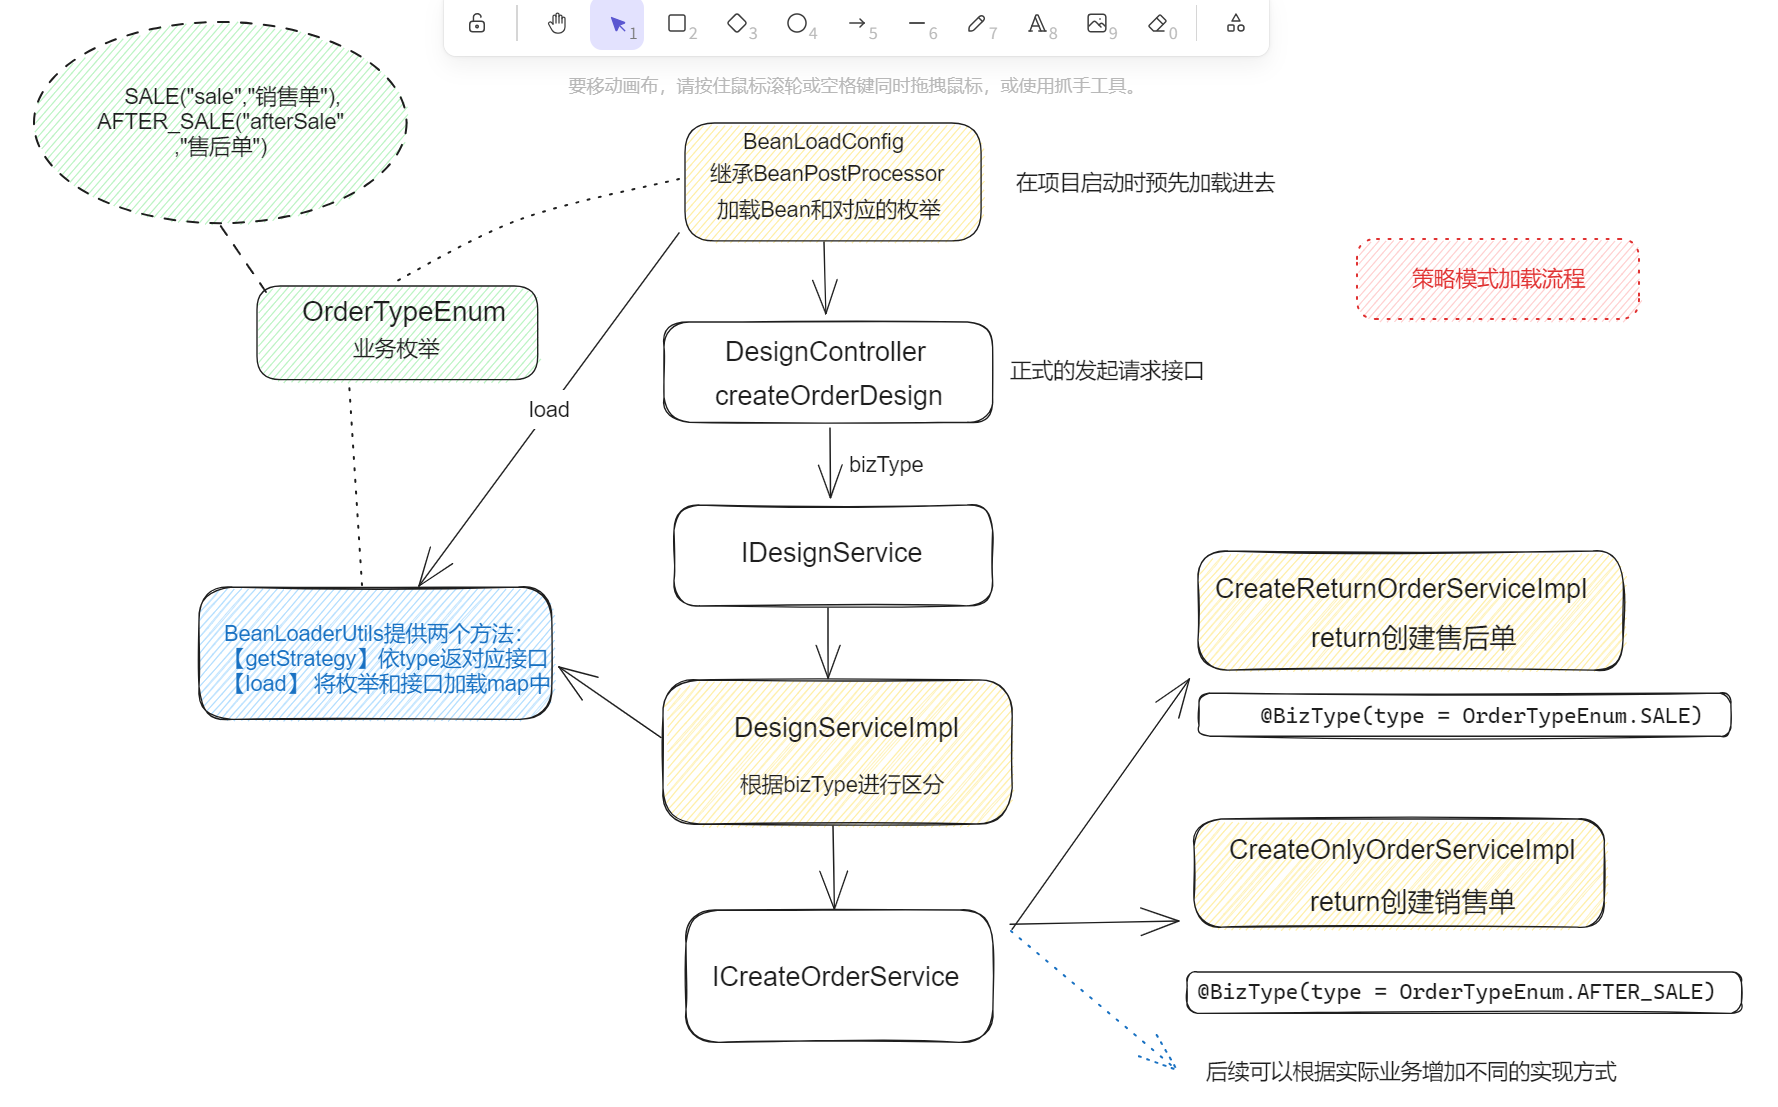 1
2
3
4
5
6
7
8
9
0
要移动画布，请按住鼠标滚轮或空格键同时拖拽鼠标，或使用抓手工具。
SALE("sale","销售单"),
AFTER_SALE("afterSale"
,"售后单")
BeanLoadConfig
继承BeanPostProcessor
加载Bean和对应的枚举
在项目启动时预先加载进去
策略模式加载流程
OrderTypeEnum
业务枚举
DesignController
createOrderDesign
正式的发起请求接口
load
bizType
IDesignService
CreateReturnOrderServiceImpl
return创建售后单
BeanLoaderUtils提供两个方法：
【getStrategy】依type返对应接口
【load】 将枚举和接口加载map中
@BizType(type = OrderTypeEnum.SALE)
DesignServiceImpl
根据bizType进行区分
CreateOnlyOrderServiceImpl
return创建销售单
ICreateOrderService
@BizType(type = OrderTypeEnum.AFTER_SALE)
后续可以根据实际业务增加不同的实现方式